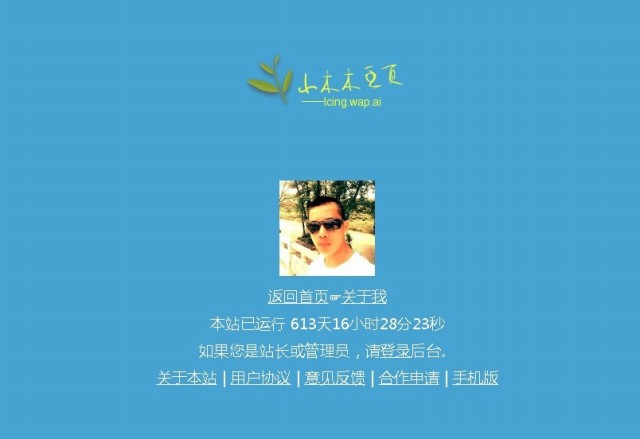 小木木主页
——Icing.wap.ai
返回首页☞关于我
本站已运行 613天16小时28分23秒
如果您是站长或管理员，请登录后台。
关于本站 | 用户协议 | 意见反馈 | 合作申请 | 手机版